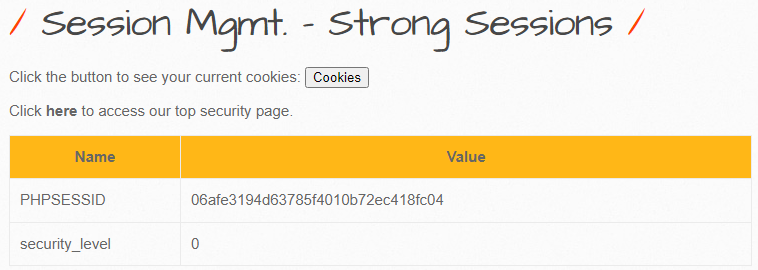 / Session Mgmt. - Strong Sessions /
Click the button to see your current cookies: Cookies
Click here to access our top security page.
Name Value
PHPSESSID 06afe3194d63785f4010b72ec418fc04
security_level 0